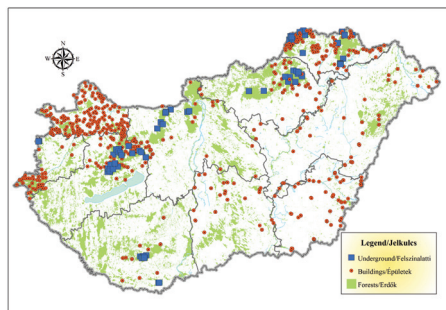 N
W E
S
Legend/Jelkulcs
Underground/Felszínalatti
Buildings/Épületek
Forests/Erdők